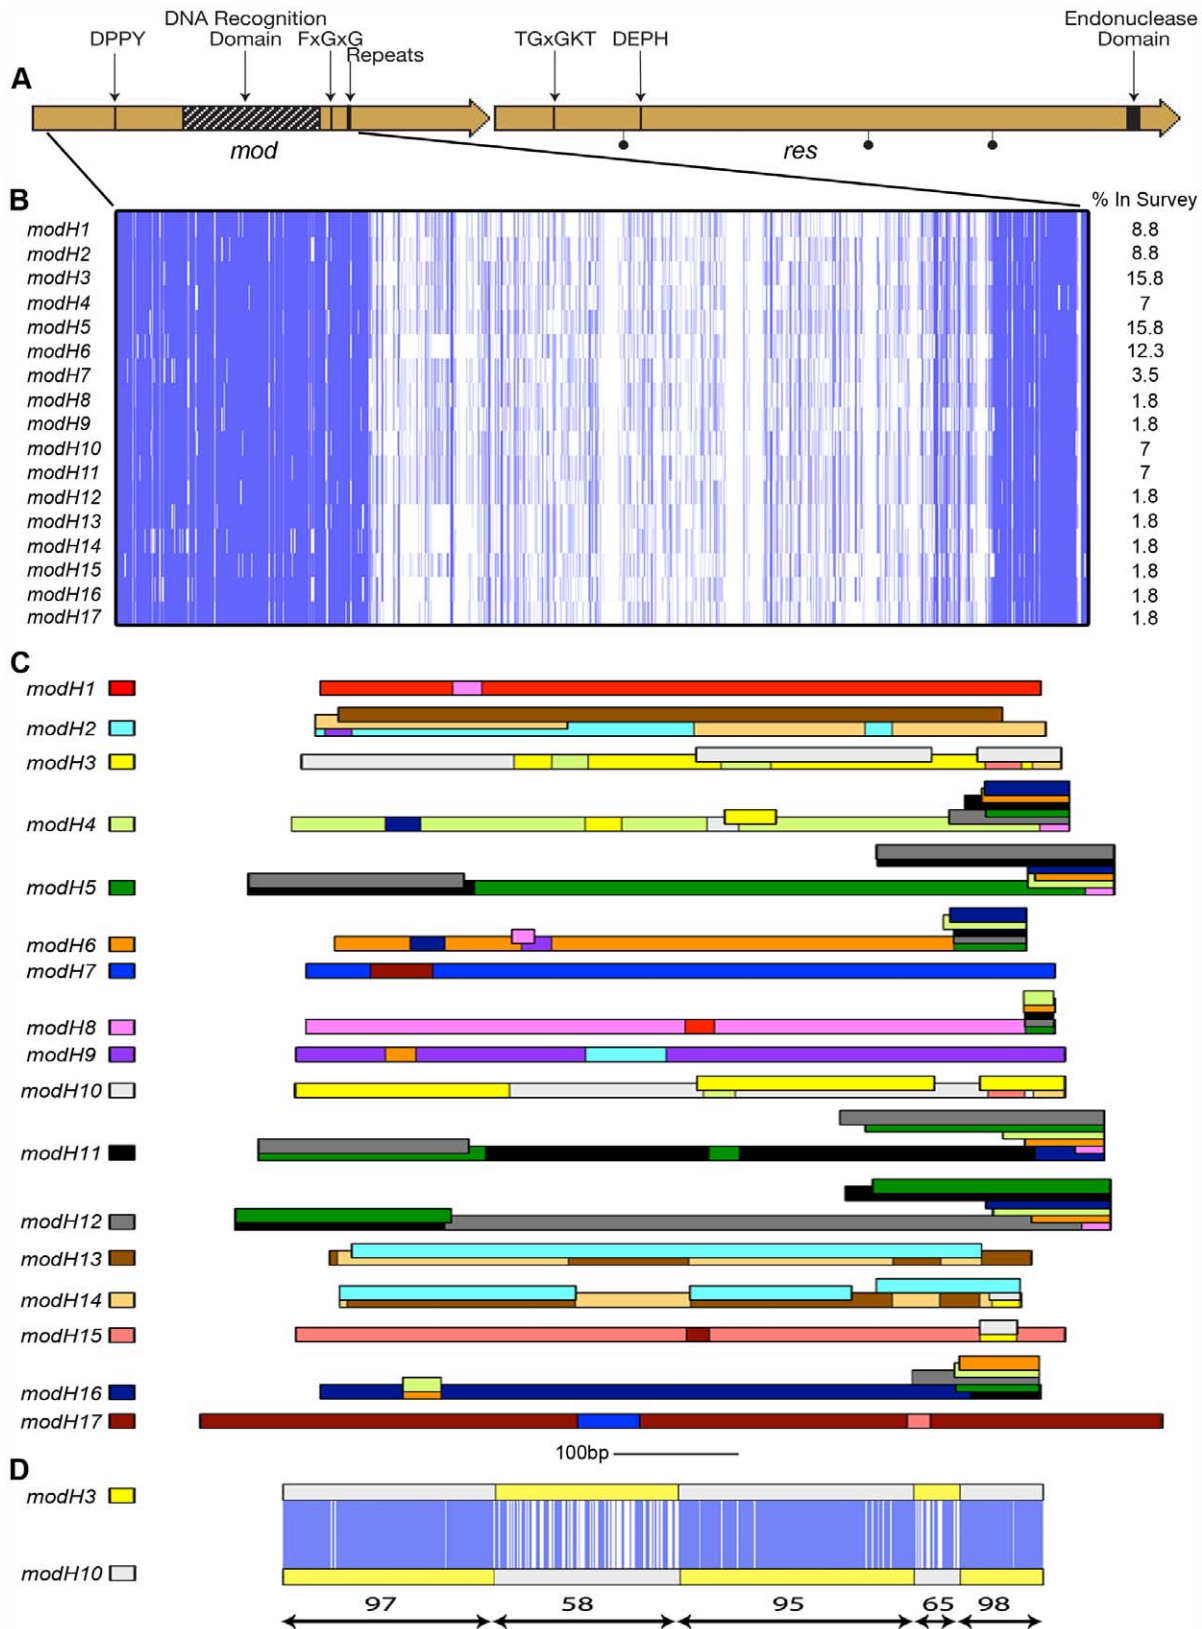 DNA Recognition
Endonuclease
DPPY
Domain
FxGxG
TGxGKT
DEPH
Domain
Repeats
A
mod
res
B
% In Survey
modH1 8.8
modH2 8.8
modH3 15.8
modH4 7
modH5 15.8
modH6 12.3
modH7 3.5
modH8 1.8
modH9 1.8
modH10 7
modH11 7
modH12 1.8
modH13 1.8
modH14 1.8
modH15 1.8
modH16 1.8
modH17 1.8
C
modH1
modH2
modH3
modH4
modH5
modH6
modH7
modH8
modH9
modH10
modH11
modH12
modH13
modH14
modH15
modH16
modH17
100bp
D
modH3
modH10
97 58 95 65 98